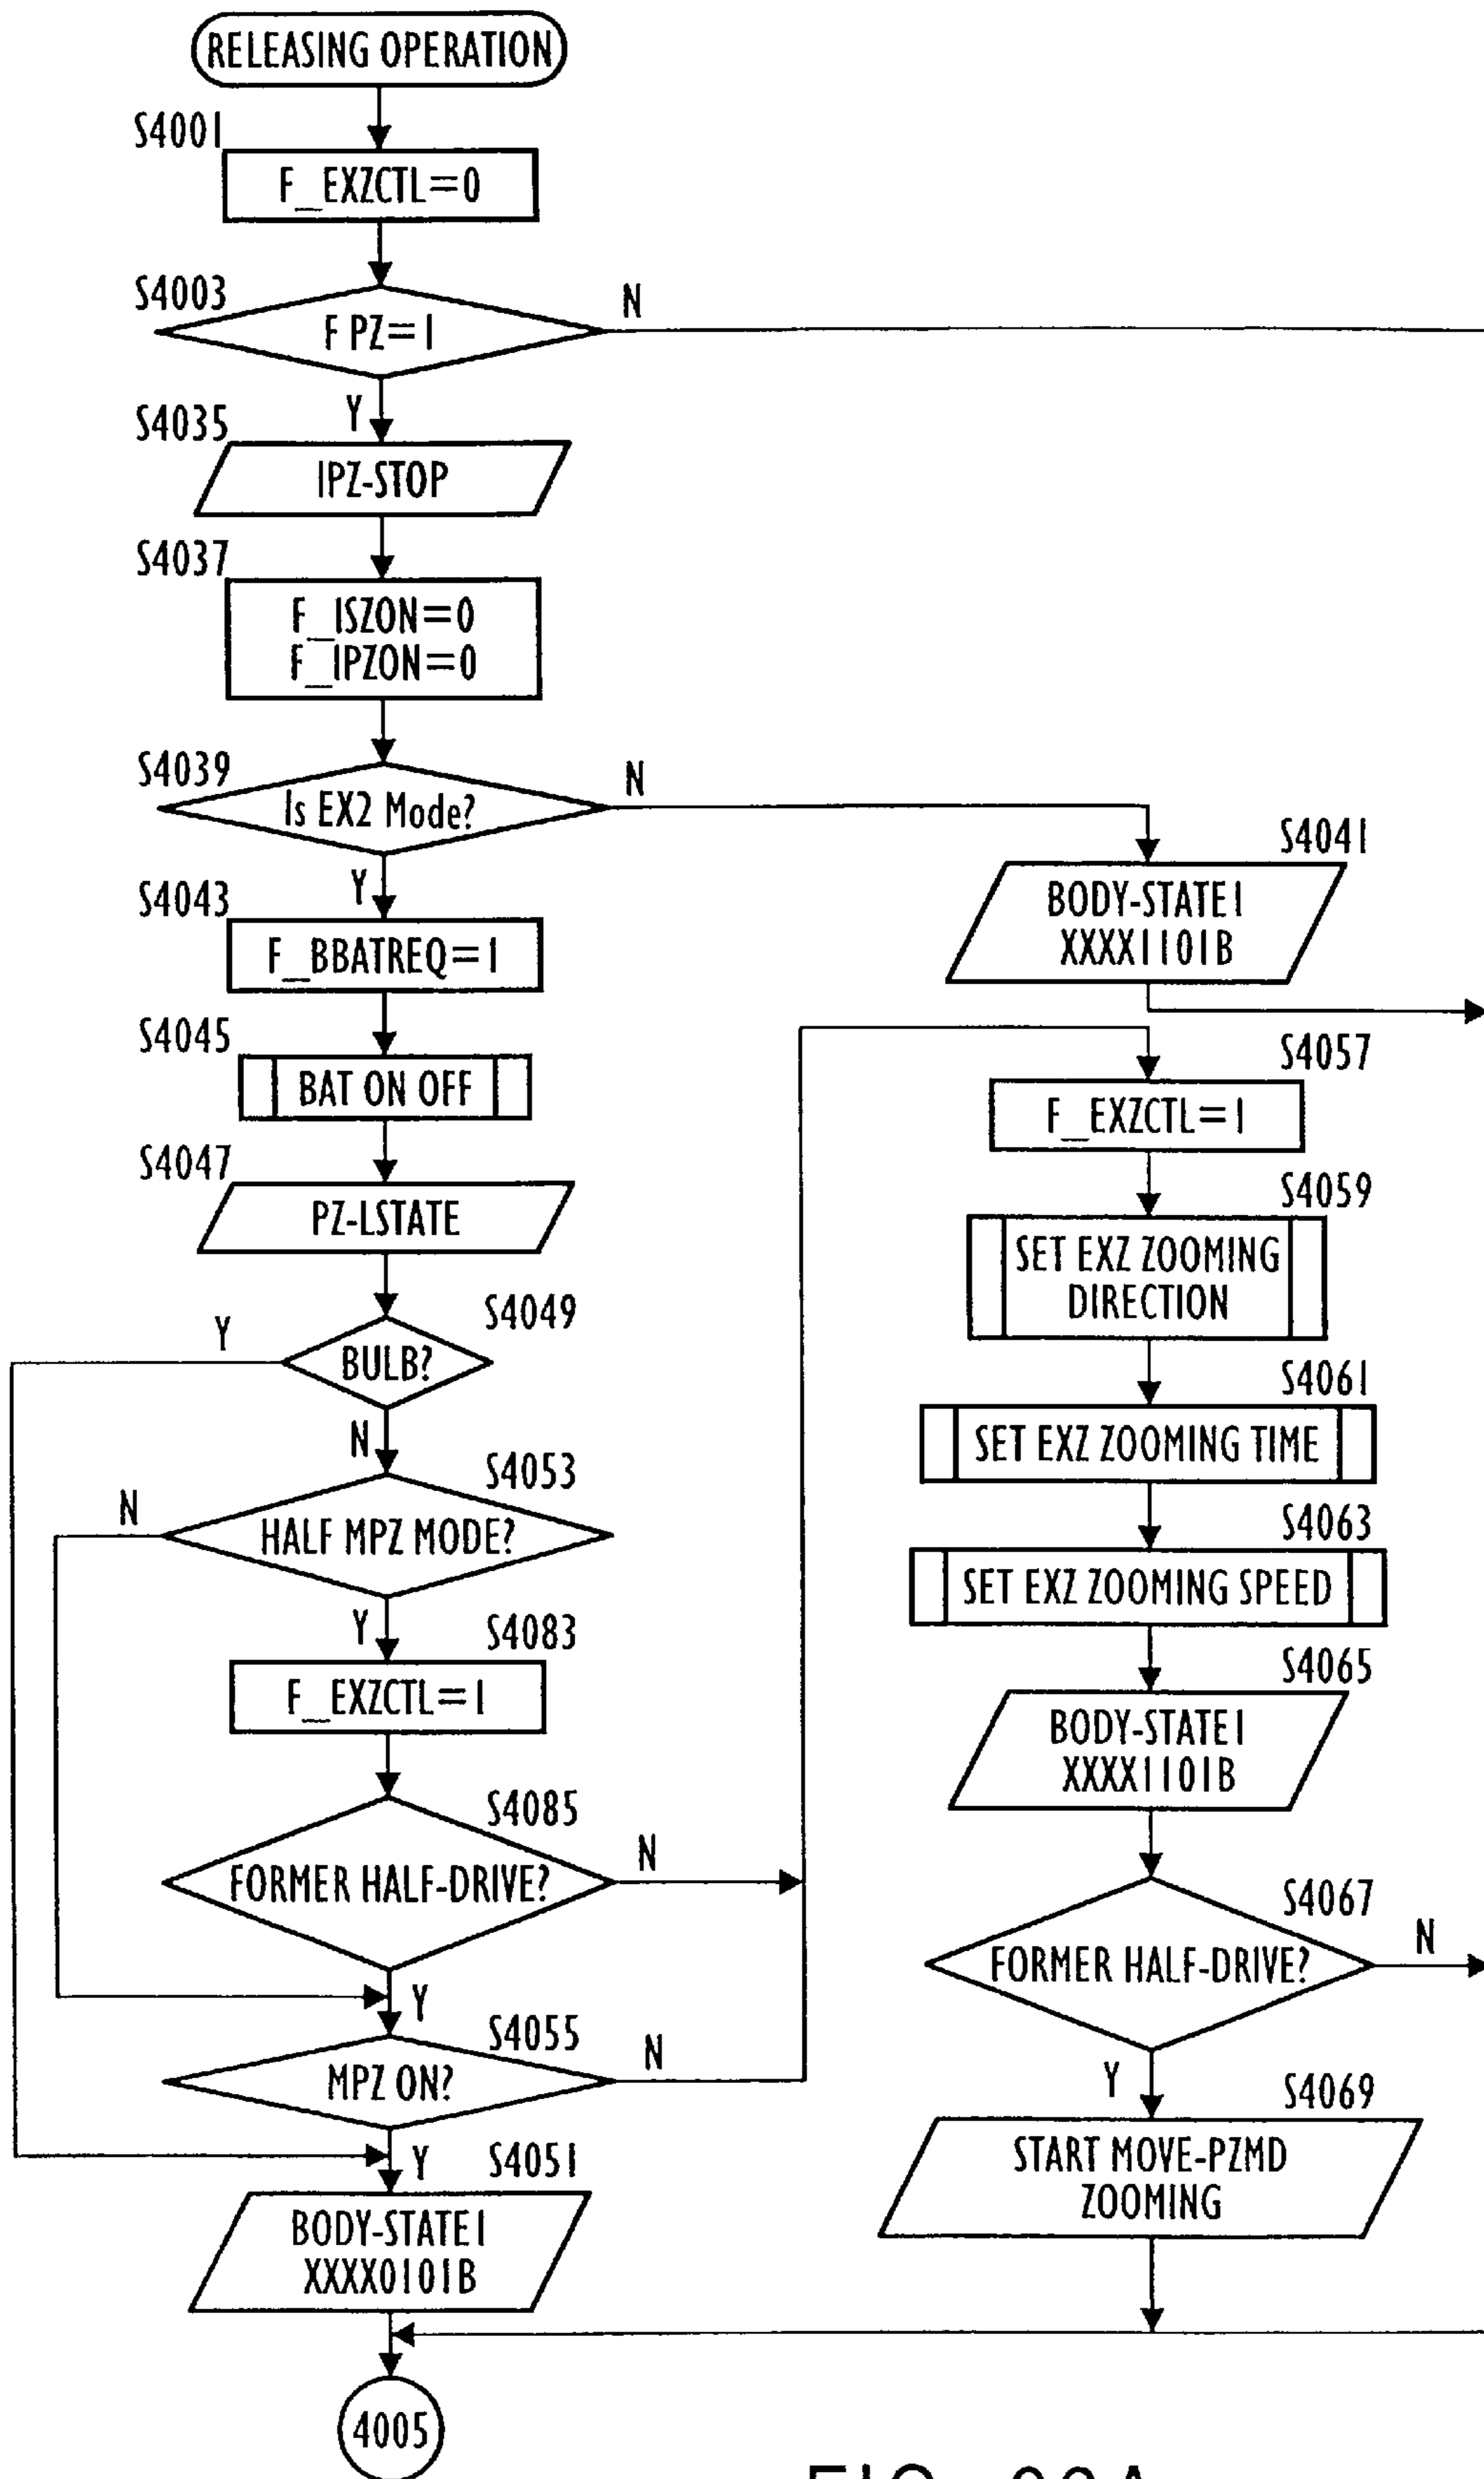 RELEASING OPERATION
S4001
F_EXZCTL=0
S4003
F PZ=1
N
Y
S4035
IPZ-STOP
S4037
F_ISZON=0
F_IPZON=0
S4039
Is EX2 Mode?
N
Y
S4041
BODY-STATE1
XXXX1101B
S4043
F_BBATREQ=1
S4045
BAT ON OFF
S4047
PZ-LSTATE
S4049
BULB?
Y
N
S4053
HALF MPZ MODE?
N
Y
S4083
F_EXZCTL=1
S4085
FORMER HALF-DRIVE?
N
Y
S4055
MPZ ON?
N
Y
S4051
BODY-STATE1
XXXX0101B
S4057
F_EXZCTL=1
S4059
SET EXZ ZOOMING
DIRECTION
S4061
SET EXZ ZOOMING TIME
S4063
SET EXZ ZOOMING SPEED
S4065
BODY-STATE1
XXXX1101B
S4067
FORMER HALF-DRIVE?
N
Y
S4069
START MOVE-PZMD
ZOOMING
4005